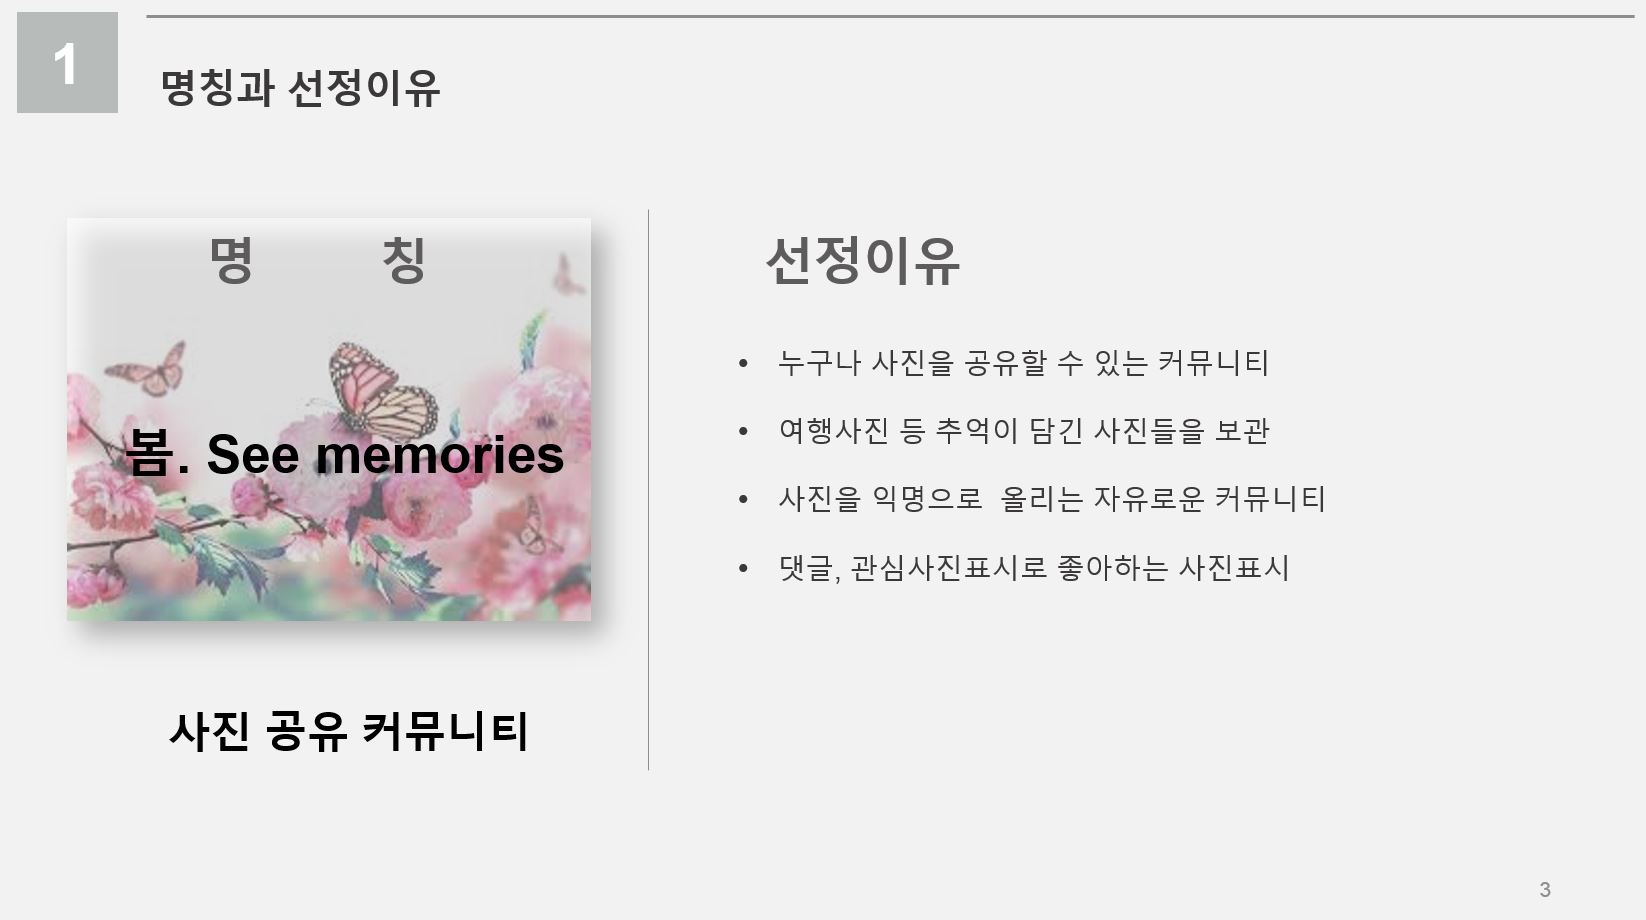 1
명칭과 선정이유
명 칭
봄. See memories
사진 공유 커뮤니티
선정이유
• 누구나 사진을 공유할 수 있는 커뮤니티
• 여행사진 등 추억이 담긴 사진들을 보관
• 사진을 익명으로 올리는 자유로운 커뮤니티
• 댓글, 관심사진표시로 좋아하는 사진표시
3